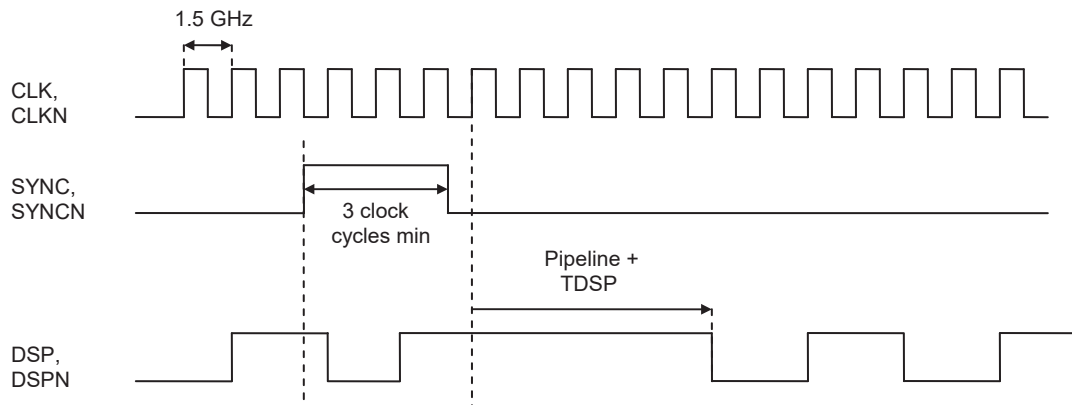 1.5 GHz
CLK,
CLKN
SYNC,
SYNCN
3 clock
cycles min
Pipeline +
TDSP
DSP,
DSPN